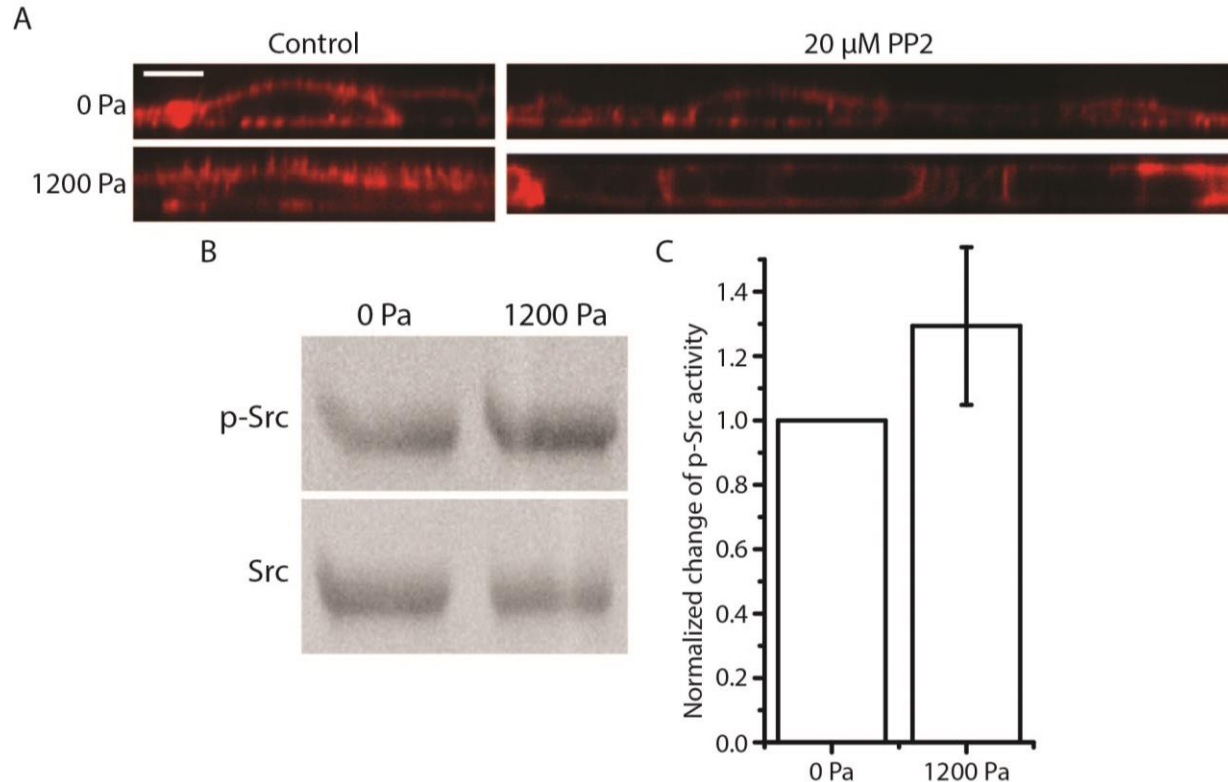 A
Control
20 μM PP2
0 Pa
1200 Pa
B
0 Pa
1200 Pa
p-Src
Src
C
Normalized change of p-Src activity
1.4
1.2
1.0
0.8
0.6
0.4
0.2
0.0
0 Pa
1200 Pa